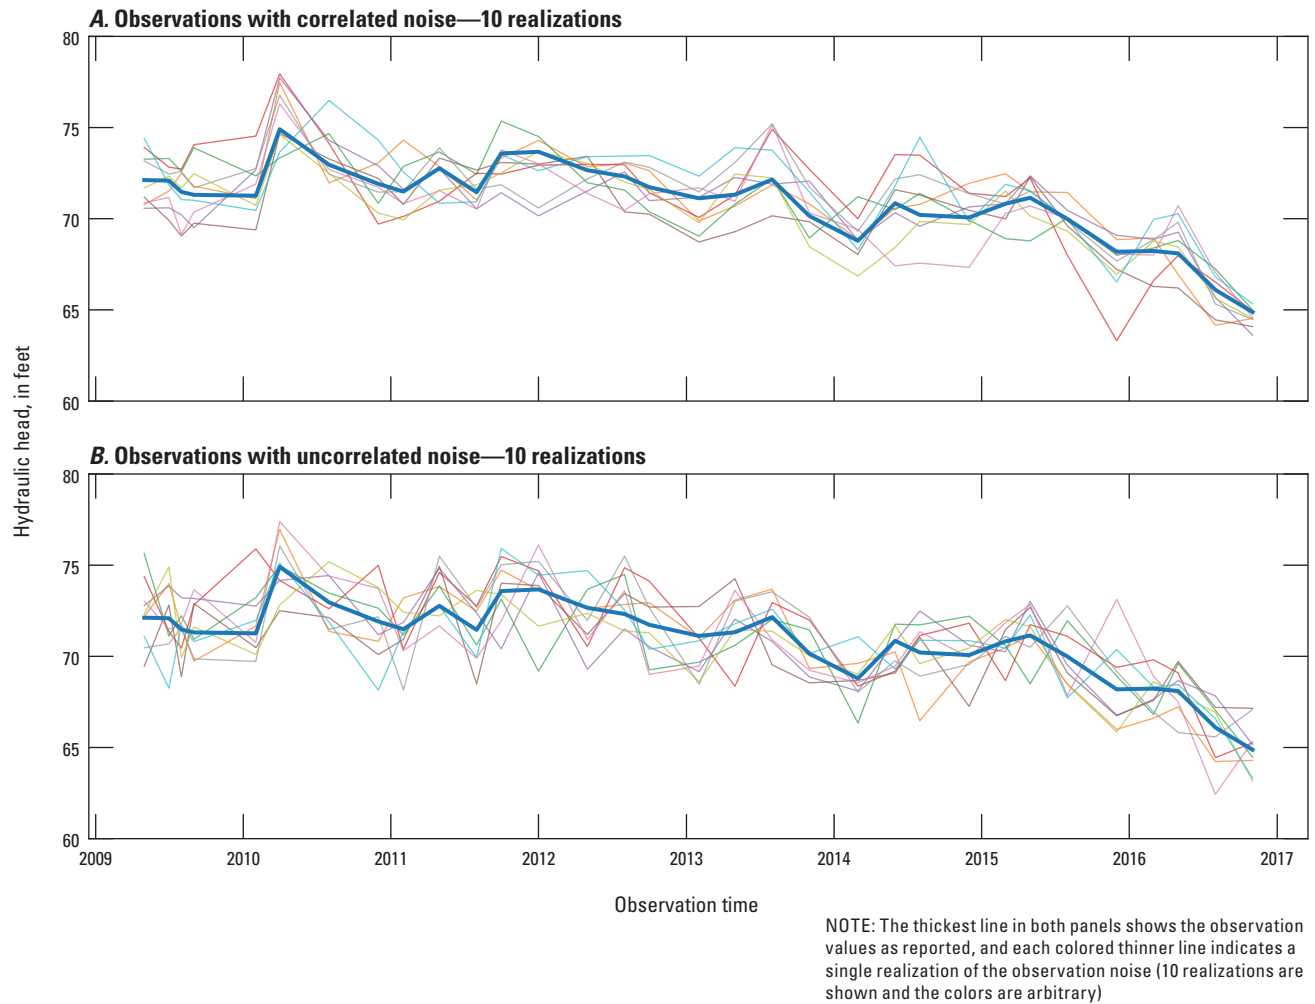 A. Observations with correlated noise—10 realizations
80
75
70
65
60
Hydraulic head, in feet
B. Observations with uncorrelated noise—10 realizations
80
75
70
65
60
2009 2010 2011 2012 2013 2014 2015 2016 2017
Observation time
NOTE: The thickest line in both panels shows the observation
values as reported, and each colored thinner line indicates a
single realization of the observation noise (10 realizations are
shown and the colors are arbitrary)